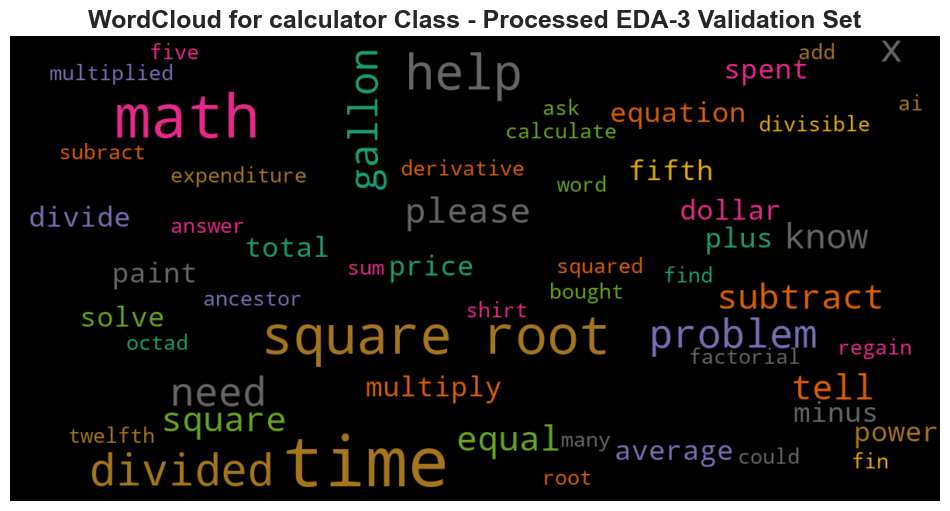 WordCloud for calculator Class - Processed EDA-3 Validation Set
five
add
x
multiplied
help
spent
gallon
math
ask
equation
ai
calculate
divisible
subract
expenditure
derivative
word
fifth
divide
answer
please
dollar
total
plus
know
paint
sum
price
squared
find
ancestor
bought
subtract
solve
shirt
octad
square root
problem
factorial
regain
need
multiply
tell
square
minus
twelfth
equal
many
average
could
power
divided
time
root
fin